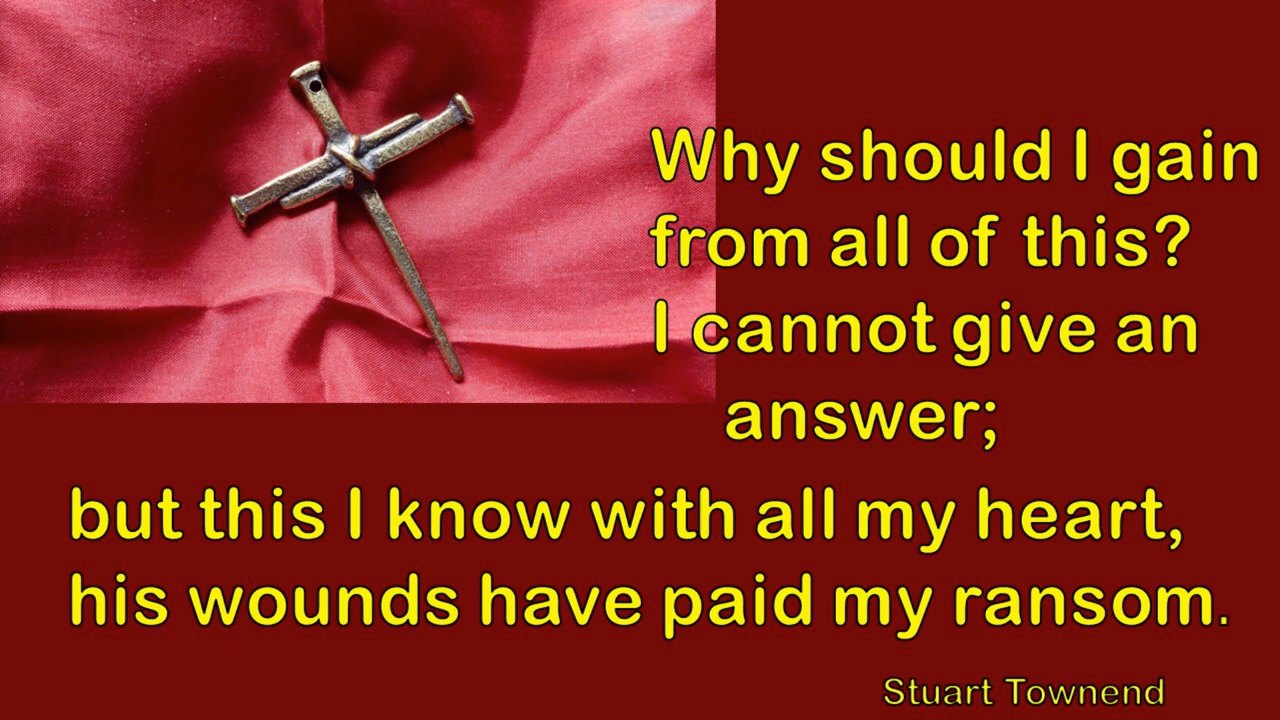 Why should I gain
from all of this?
I cannot give an
answer;
but this I know with all my heart,
his wounds have paid my ransom.
Stuart Townend